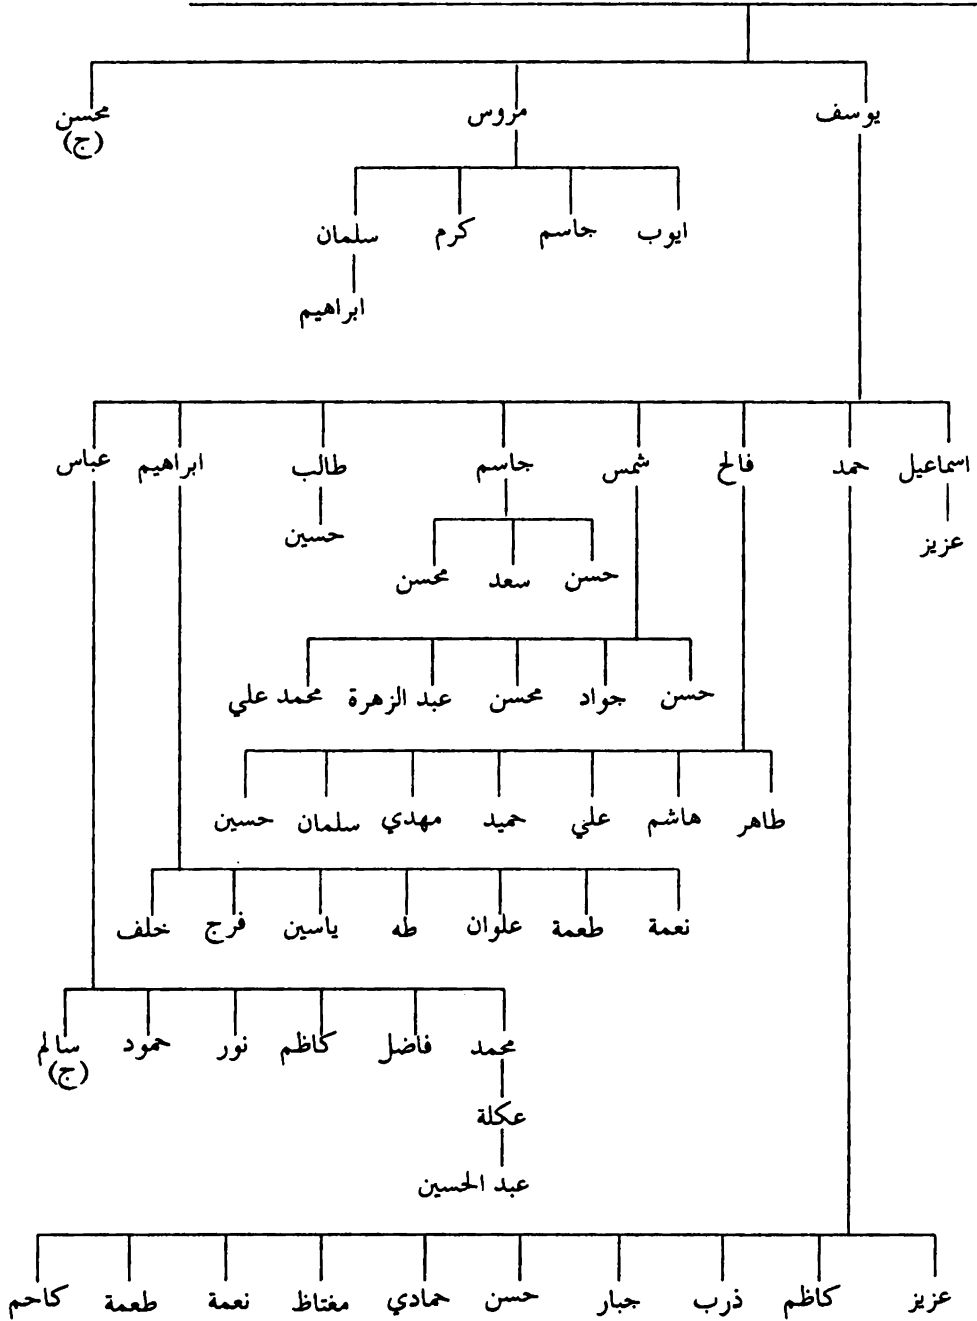 يوسف مروس محسن
(ج)
ايوب جاسم كرم سلمان
ابراهيم
اسماعيل حمد فالح شمس جاسم طالب ابراهيم عباس
عزيز حسين
حسن سعد محسن
حسن جواد محسن عبد الزهرة محمد علي
طاهر هاشم علي حميد مهدي سلمان حسين
نعمة طعمة علوان طه ياسين فرج خلف
محمد فاضل كاظم نور حمود سالم
(ج)
عكلة
عبد الحسين
عزيز كاظم ذرب جبار حسن حمادي مغتاظ نعمة طعمة كاحم